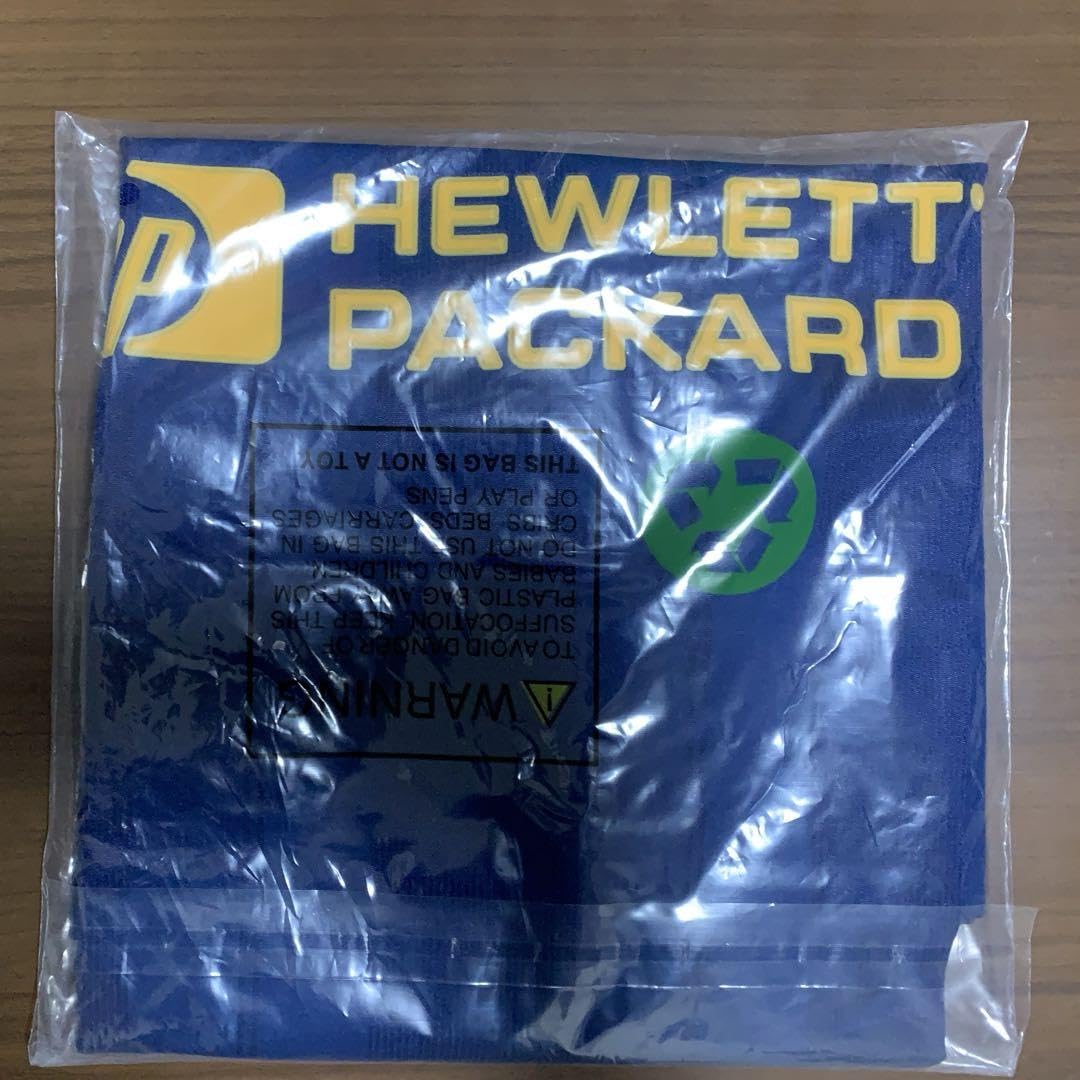 hp
HEWLETT
PACKARD
WARNING
TO AVOID DANGER OF
SUFFOCATION, KEEP THIS
PLASTIC BAG AWAY FROM
BABIES AND CHILDREN.
DO NOT USE THIS BAG IN
CRIBS, BEDS, CARRIAGES
OR PLAY PENS
THIS BAG IS NOT A TOY